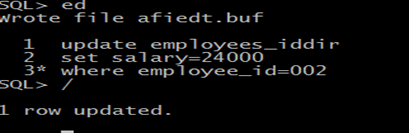 SQL> ed
Wrote file afiedt.buf
1 update employees_iddir
2 set salary=24000
3* where employee_id=002
SQL> /
1 row updated.